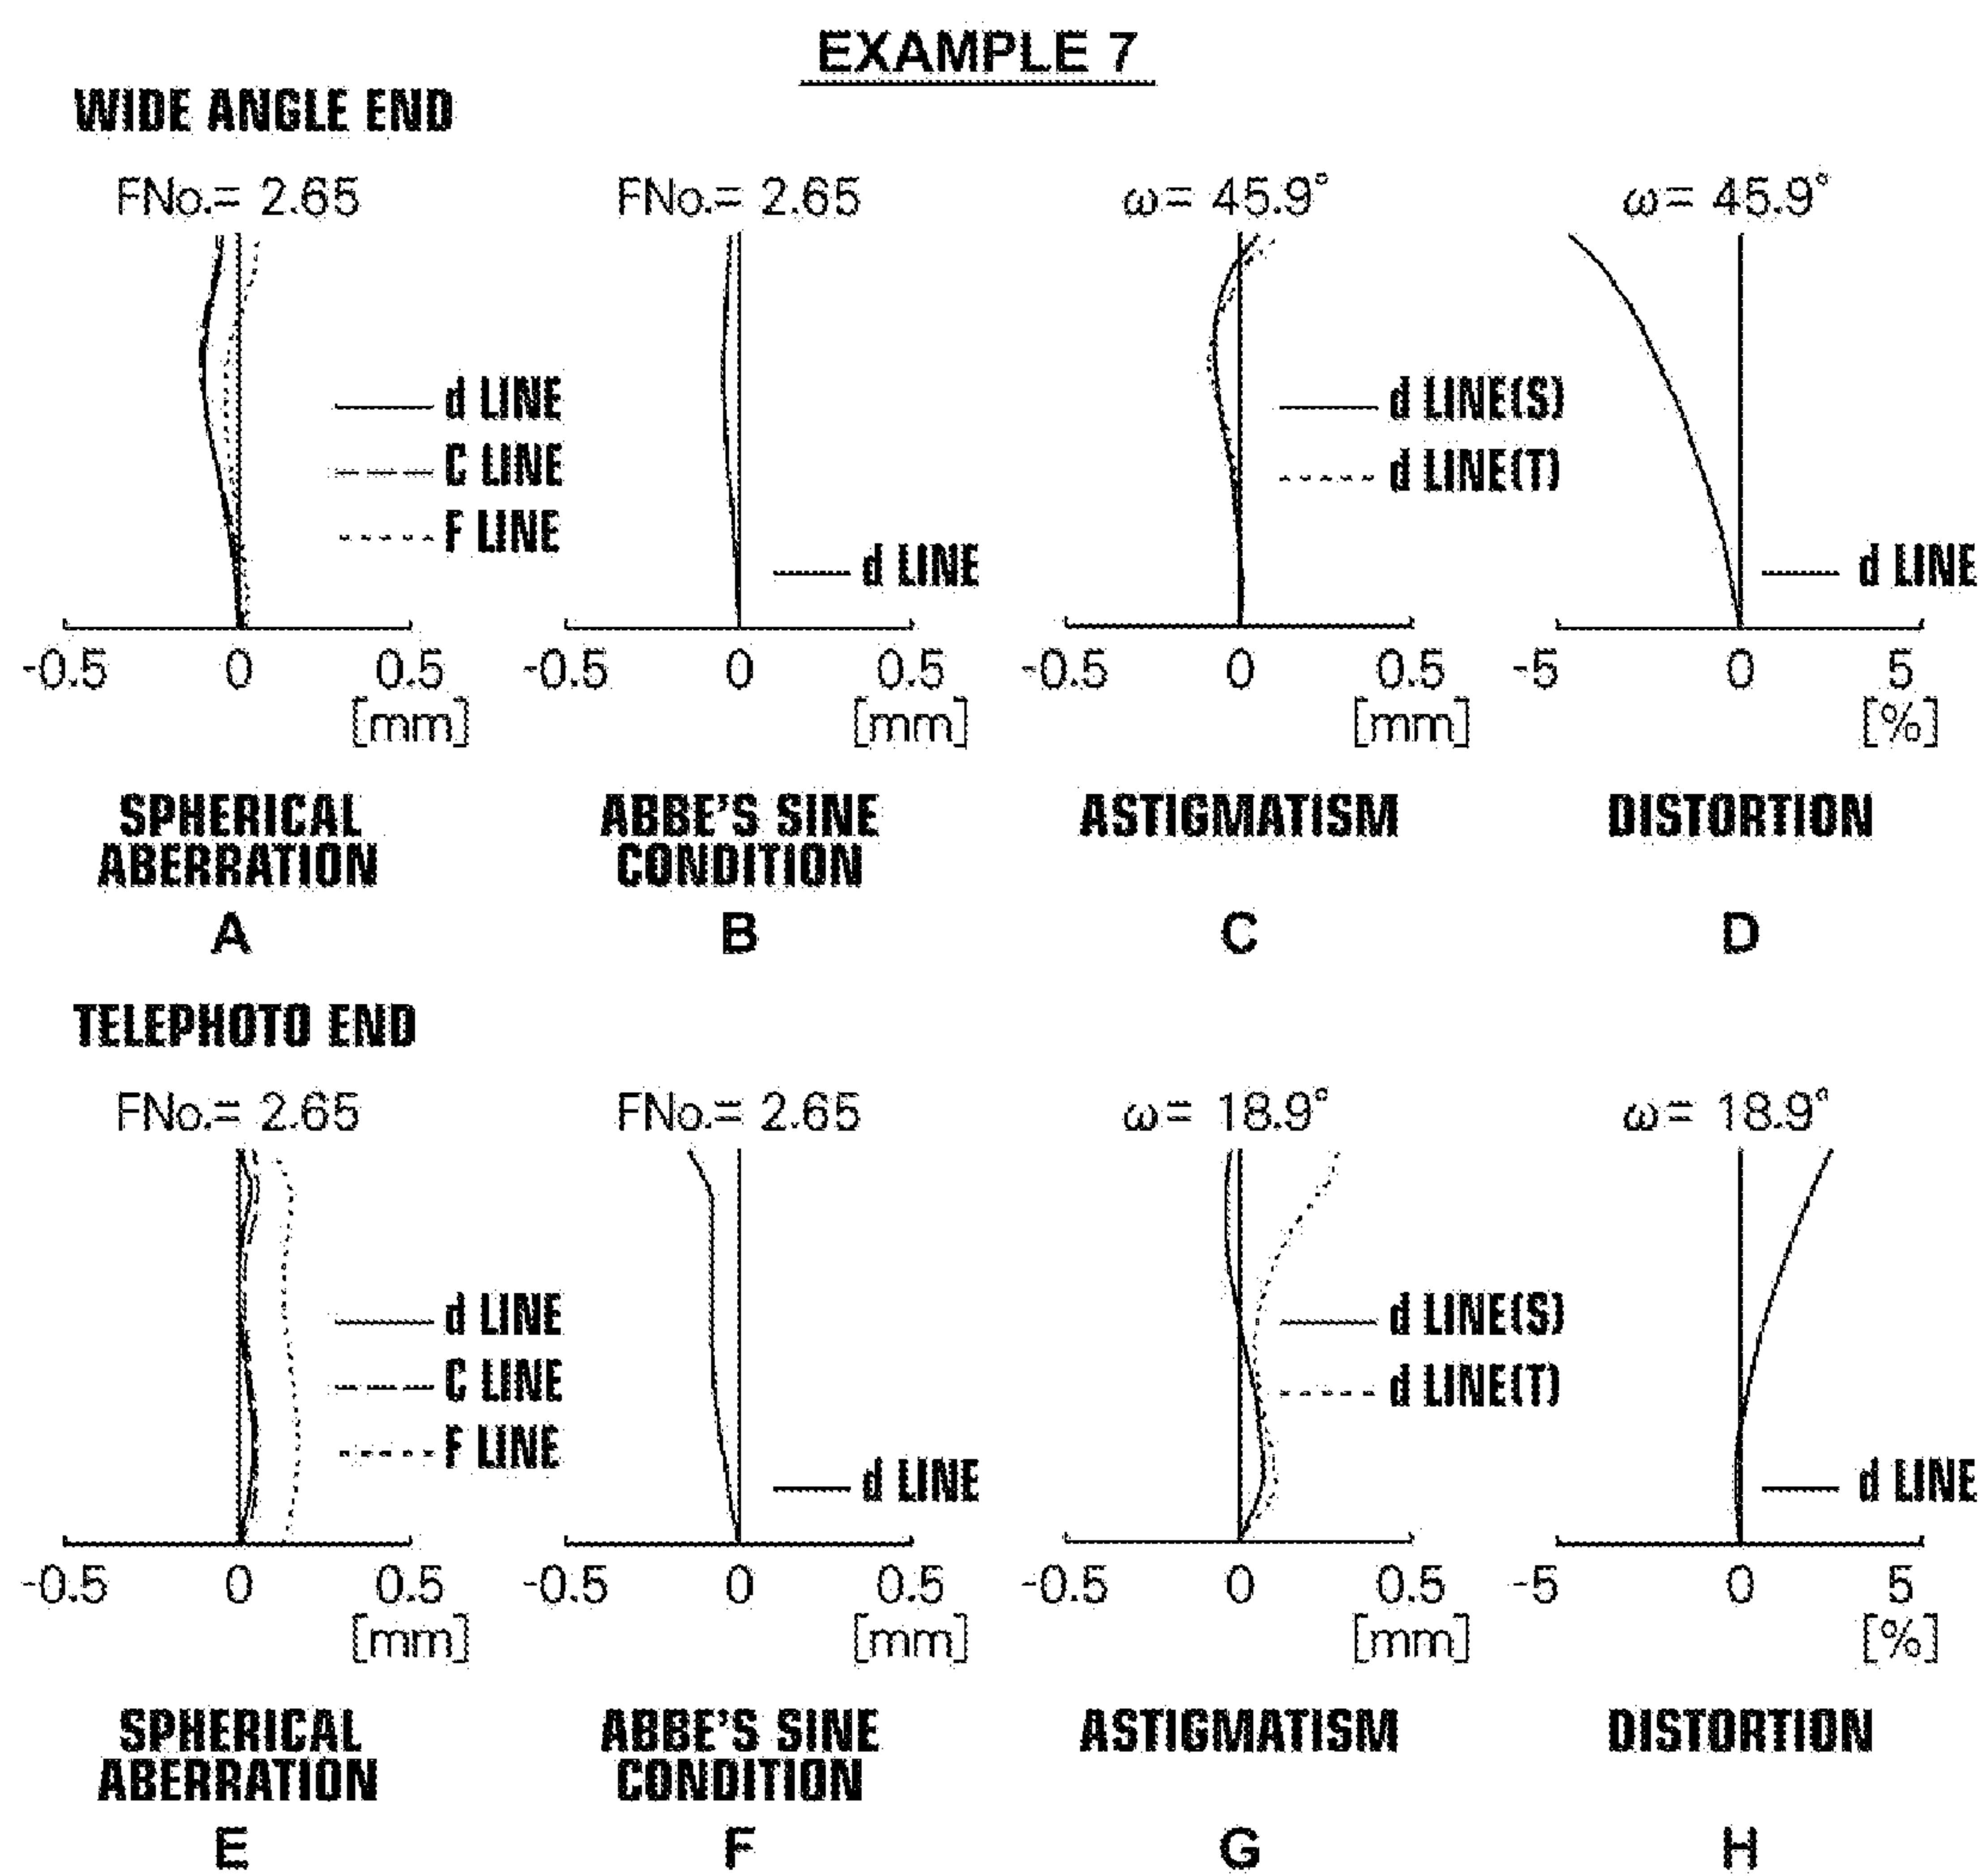 EXAMPLE 7
WIDE ANGLE END
FNo.= 2.65
d LINE
C LINE
F LINE
-0.5 0 0.5
[mm]
SPHERICAL
ABERRATION
A
FNo.= 2.65
d LINE
-0.5 0 0.5
[mm]
ABBE'S SINE
CONDITION
B
ω= 45.9°
d LINE(S)
d LINE(T)
-0.5 0 0.5
[mm]
ASTIGMATISM
C
ω= 45.9°
d LINE
-5 0 5
[%]
DISTORTION
D
TELEPHOTO END
FNo.= 2.65
d LINE
C LINE
F LINE
-0.5 0 0.5
[mm]
SPHERICAL
ABERRATION
E
FNo.= 2.65
d LINE
-0.5 0 0.5
[mm]
ABBE'S SINE
CONDITION
F
ω= 18.9°
d LINE(S)
d LINE(T)
-0.5 0 0.5
[mm]
ASTIGMATISM
G
ω= 18.9°
d LINE
-5 0 5
[%]
DISTORTION
H